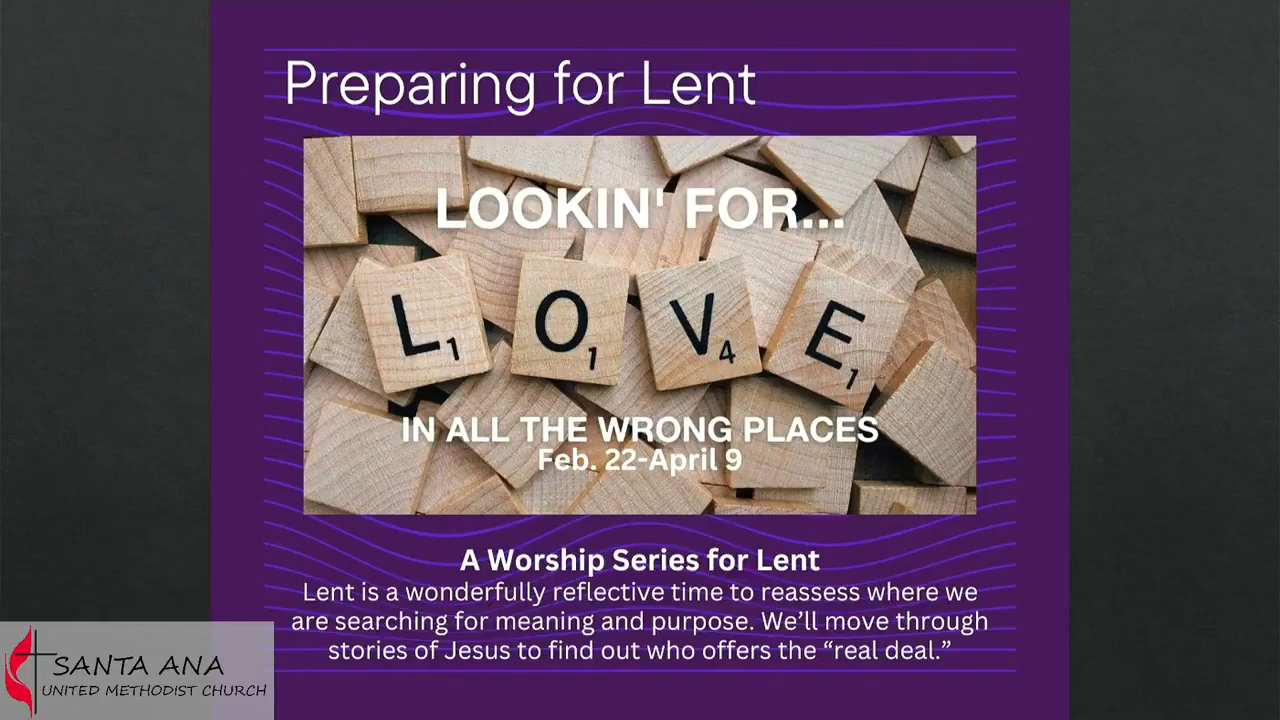 Preparing for Lent
LOOKIN' FOR...
L1 O1 V4 E1
IN ALL THE WRONG PLACES
Feb. 22-April 9
A Worship Series for Lent
Lent is a wonderfully reflective time to reassess where we
are searching for meaning and purpose. We’ll move through
stories of Jesus to find out who offers the “real deal.”
SANTA ANA
UNITED METHODIST CHURCH